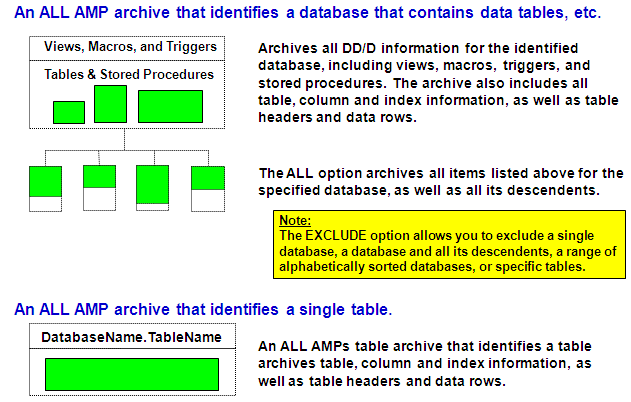 An ALL AMP archive that identifies a database that contains data tables, etc.
Views, Macros, and Triggers
Tables & Stored Procedures
Archives all DD/D information for the identified
database, including views, macros, triggers, and
stored procedures. The archive also includes all
table, column and index information, as well as table
headers and data rows.
The ALL option archives all items listed above for the
specified database, as well as all its descendents.
Note:
The EXCLUDE option allows you to exclude a single
database, a database and all its descendents, a range of
alphabetically sorted databases, or specific tables.
An ALL AMP archive that identifies a single table.
DatabaseName.TableName
An ALL AMPs table archive that identifies a table
archives table, column and index information, as
well as table headers and data rows.